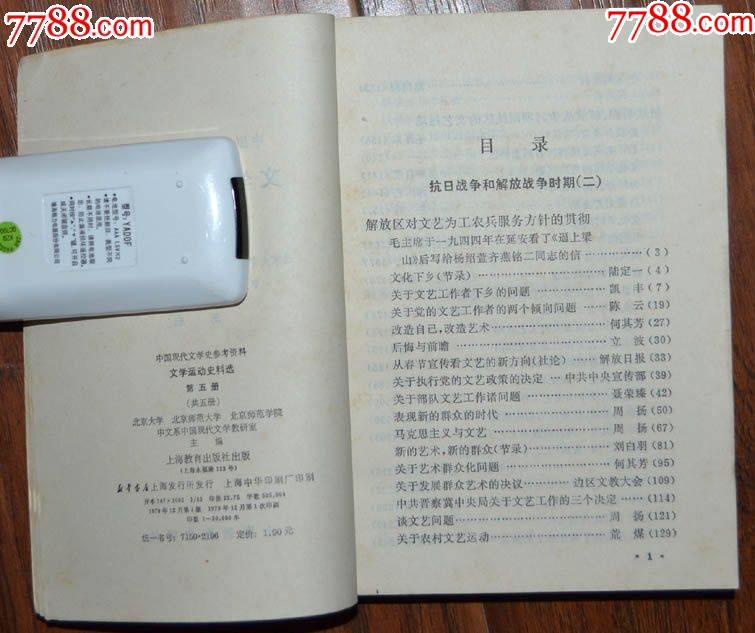 7788.com
7788.com
型号: YAD0F
中国现代文学史参考资料
文学运动史料选
第五册
(共五册)
北京大学 北京师范大学 北京师范学院
中文系中国现代文学教研室
主 编
上海教育出版社出版
(上海永福路 123 号)
新华书店上海发行所发行 上海中华印刷厂印刷
1979年12月第1版 1979年12月第1次印刷
统一书号: 7150·2106 定价: 1.90 元
目 录
抗日战争和解放战争时期(二)
解放区对文艺为工农兵服务方针的贯彻
毛主席于一九四四年在延安看了《逼上梁
山》后写给杨绍萱齐燕铭二同志的信 ……… ( 3 )
文化下乡(节录) ……… 陆定一 ( 4 )
关于文艺工作者下乡的问题 ……… 凯 丰 ( 7 )
关于党的文艺工作者的两个倾向问题 ……… 陈 云 (19)
改造自己,改造艺术 ……… 何其芳 (27)
后悔与前瞻 ……… 立 波 (30)
从春节宣传看文艺的新方向(社论) ……… 解放日报 (33)
关于执行党的文艺政策的决定 …… 中共中央宣传部 (39)
关于部队文艺工作诸问题 ……… 聂荣臻 (42)
表现新的群众的时代 ……… 周 扬 (50)
马克思主义与文艺 ……… 周 扬 (67)
新的艺术,新的群众(节录) ……… 刘白羽 (81)
关于艺术群众化问题 ……… 何其芳 (95)
关于发展群众艺术的决议 ……… 边区文教大会 (109)
中共晋察冀中央局关于文艺工作的三个决定 …… (114)
谈文艺问题 ……… 周 扬 (121)
关于农村文艺运动 ……… 荒 煤 (129)
• 1 •